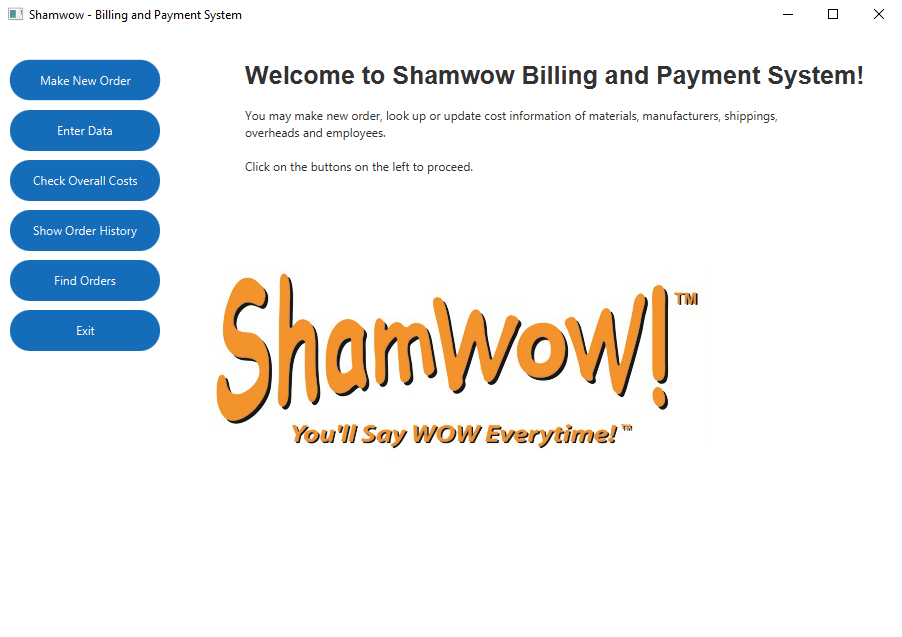 Shamwow - Billing and Payment System
Make New Order
Enter Data
Check Overall Costs
Show Order History
Find Orders
Exit
Welcome to Shamwow Billing and Payment System!
You may make new order, look up or update cost information of materials, manufacturers, shippings,
overheads and employees.
Click on the buttons on the left to proceed.
ShamWoW!™
You'll Say WOW Everytime!™